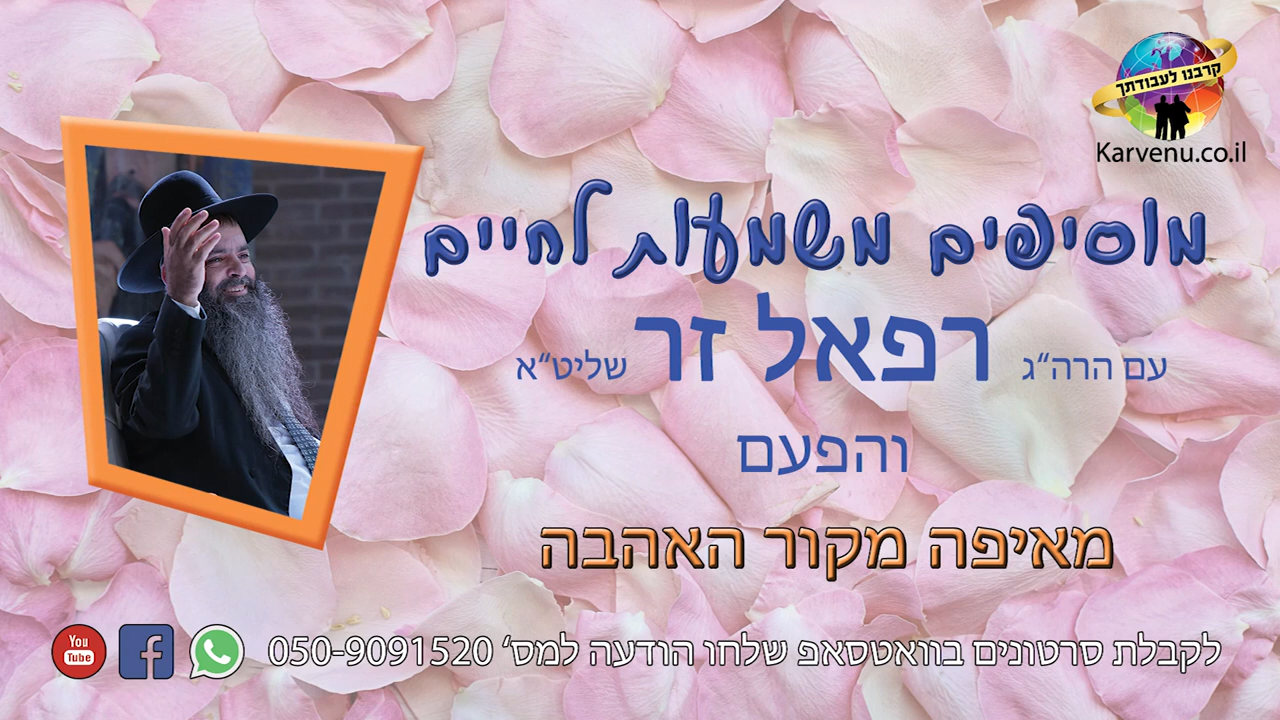 קרבנו לעבודתך
Karvenu.co.il
מוסיפים משמעות לחיים
עם הרה"ג רפאל זר שליט"א
והפעם
מאיפה מקור האהבה
You
Tube
לקבלת סרטונים בוואטסאפ שלחו הודעה למס' 050-9091520